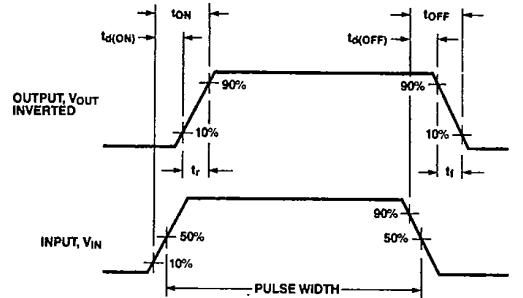 tON
tOFF
td(ON)
td(OFF)
OUTPUT, VOUT
INVERTED
90%
90%
10%
10%
tr
tf
90%
INPUT, VIN
50%
50%
10%
PULSE WIDTH